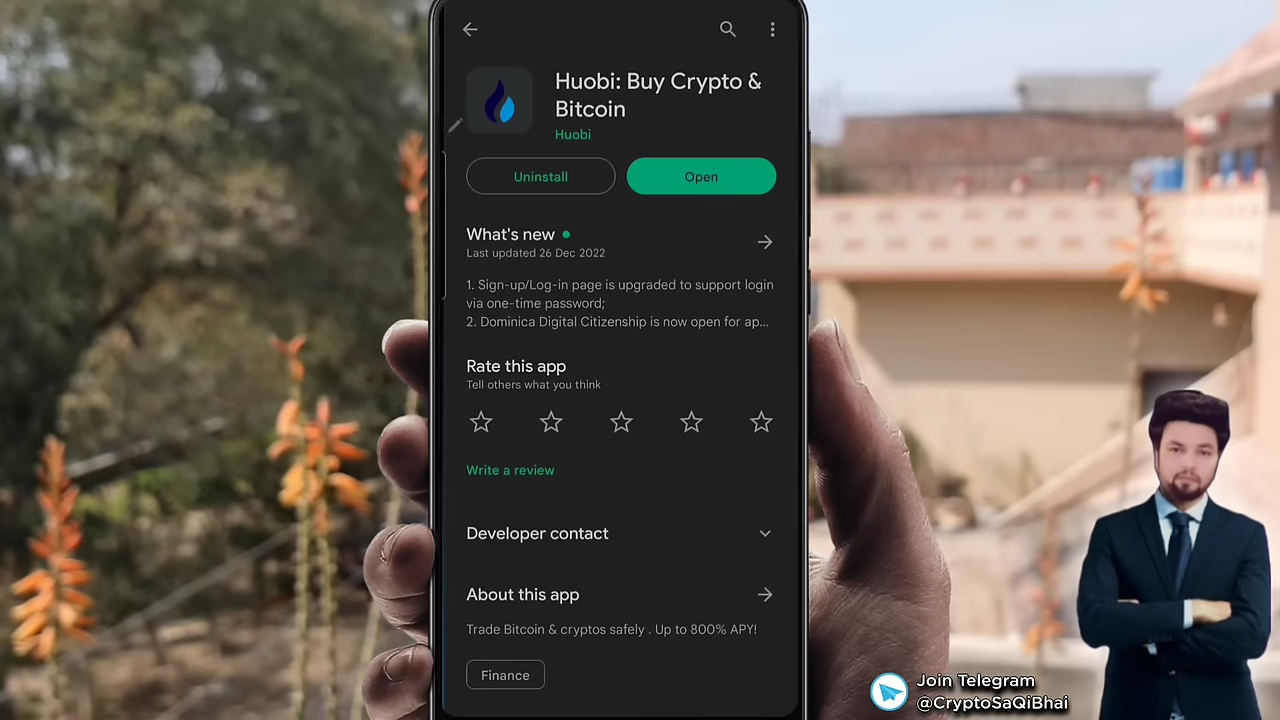 Huobi: Buy Crypto &
Bitcoin
Huobi
Uninstall
Open
What's new
Last updated 26 Dec 2022
1. Sign-up/Log-in page is upgraded to support login
via one-time password;
2. Dominica Digital Citizenship is now open for ap...
Rate this app
Tell others what you think
Write a review
Developer contact
About this app
Trade Bitcoin & cryptos safely . Up to 800% APY!
Finance
Join Telegram
@CryptoSaQiBhai